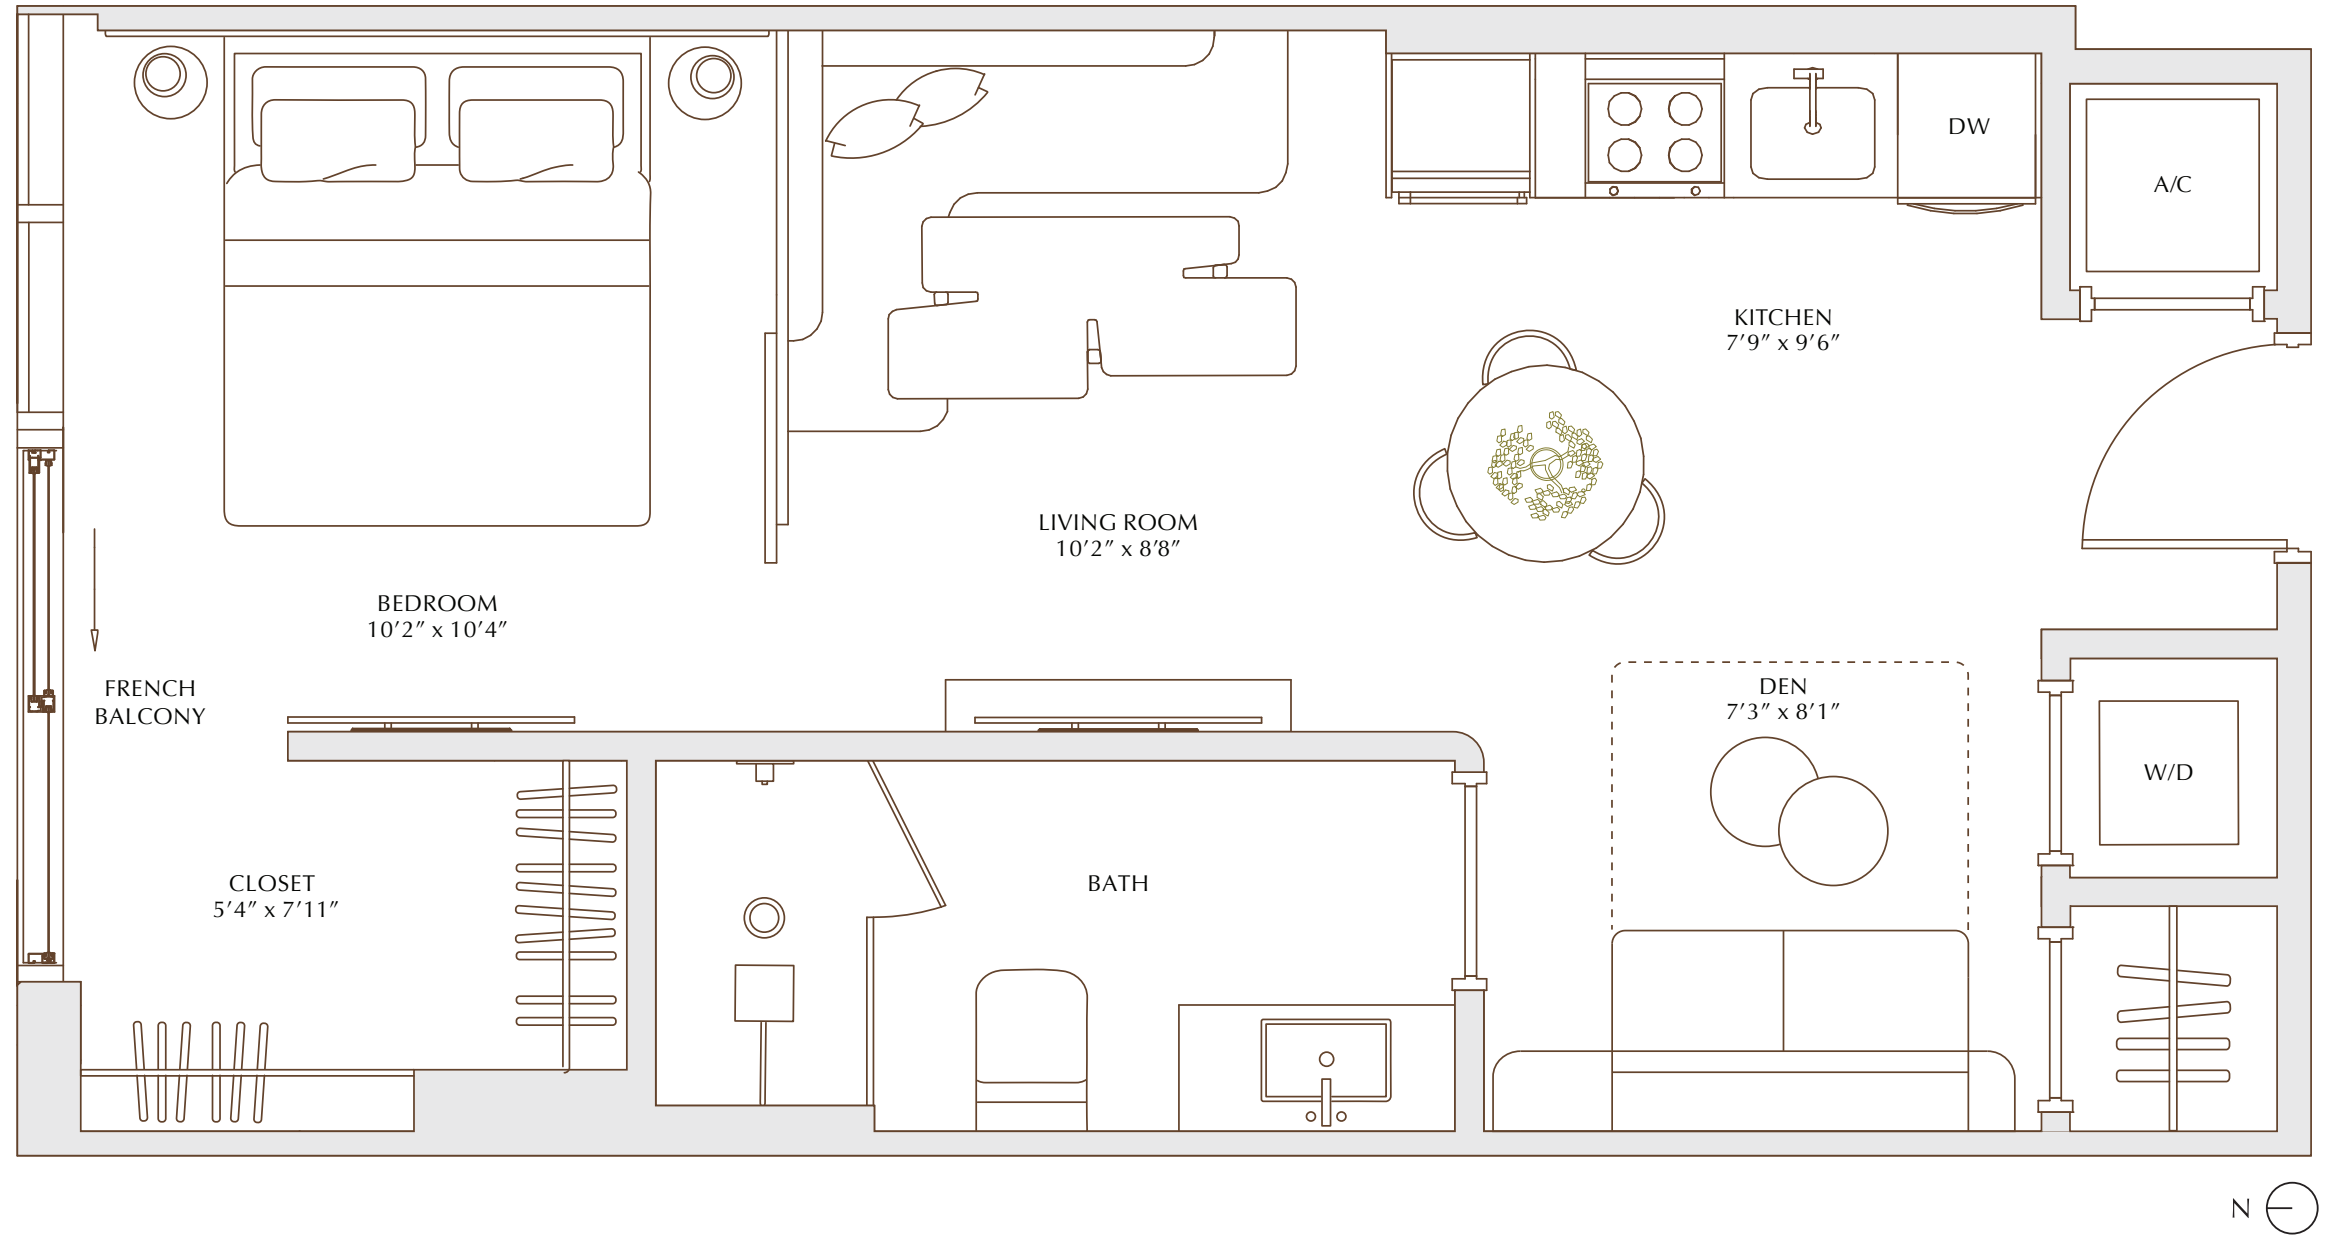 DW
A/C
KITCHEN
7’9” x 9’6”
LIVING ROOM
10’2” x 8’8”
BEDROOM
10’2” x 10’4”
FRENCH
BALCONY
DEN
7’3” x 8’1”
W/D
CLOSET
5’4” x 7’11”
BATH
N